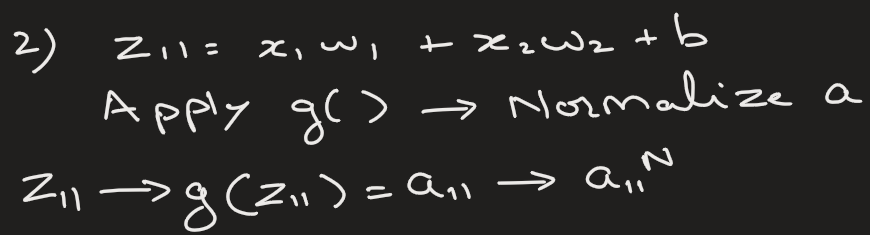 2) z₁₁ = x₁w₁ + x₂w₂ + b
Apply g() → Normalize a
z₁₁ → g(z₁₁) = a₁₁ → a₁₁ᴺ